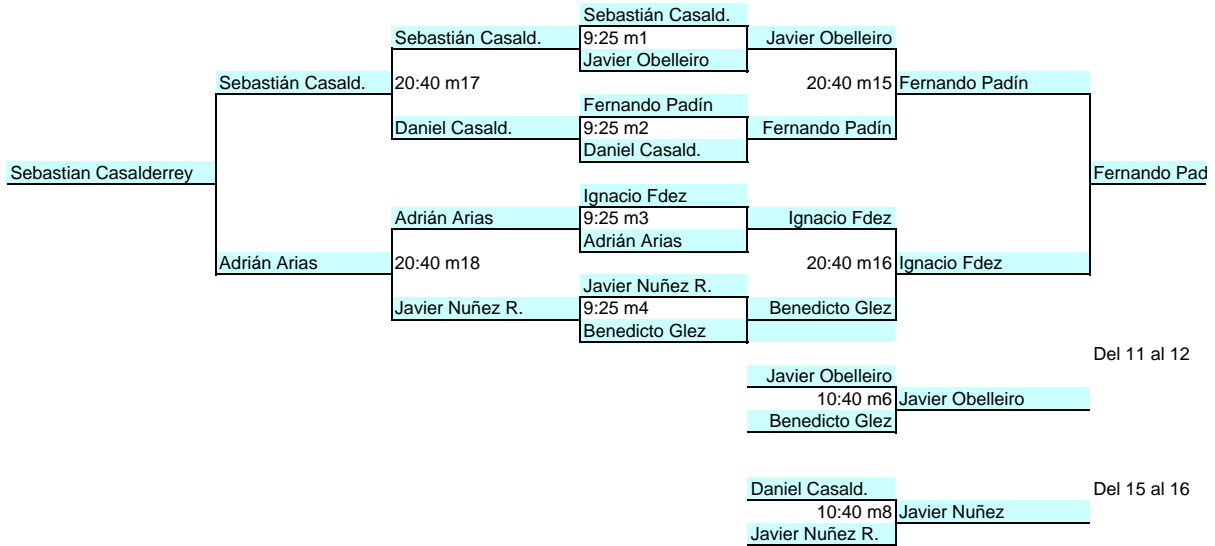 Sebastián Casald.
Sebastián Casald. 9:25 m1 Javier Obelleiro
Javier Obelleiro
Sebastián Casald. 20:40 m17 20:40 m15 Fernando Padín
Fernando Padín
Daniel Casald. 9:25 m2 Fernando Padín
Daniel Casald.
Sebastian Casalderrey Fernando Pad
Ignacio Fdez
Adrián Arias 9:25 m3 Ignacio Fdez
Adrián Arias
Adrián Arias 20:40 m18 20:40 m16 Ignacio Fdez
Javier Nuñez R.
Javier Nuñez R. 9:25 m4 Benedicto Glez
Benedicto Glez
Del 11 al 12
Javier Obelleiro
10:40 m6 Javier Obelleiro
Benedicto Glez
Daniel Casald. Del 15 al 16
10:40 m8 Javier Nuñez
Javier Nuñez R.